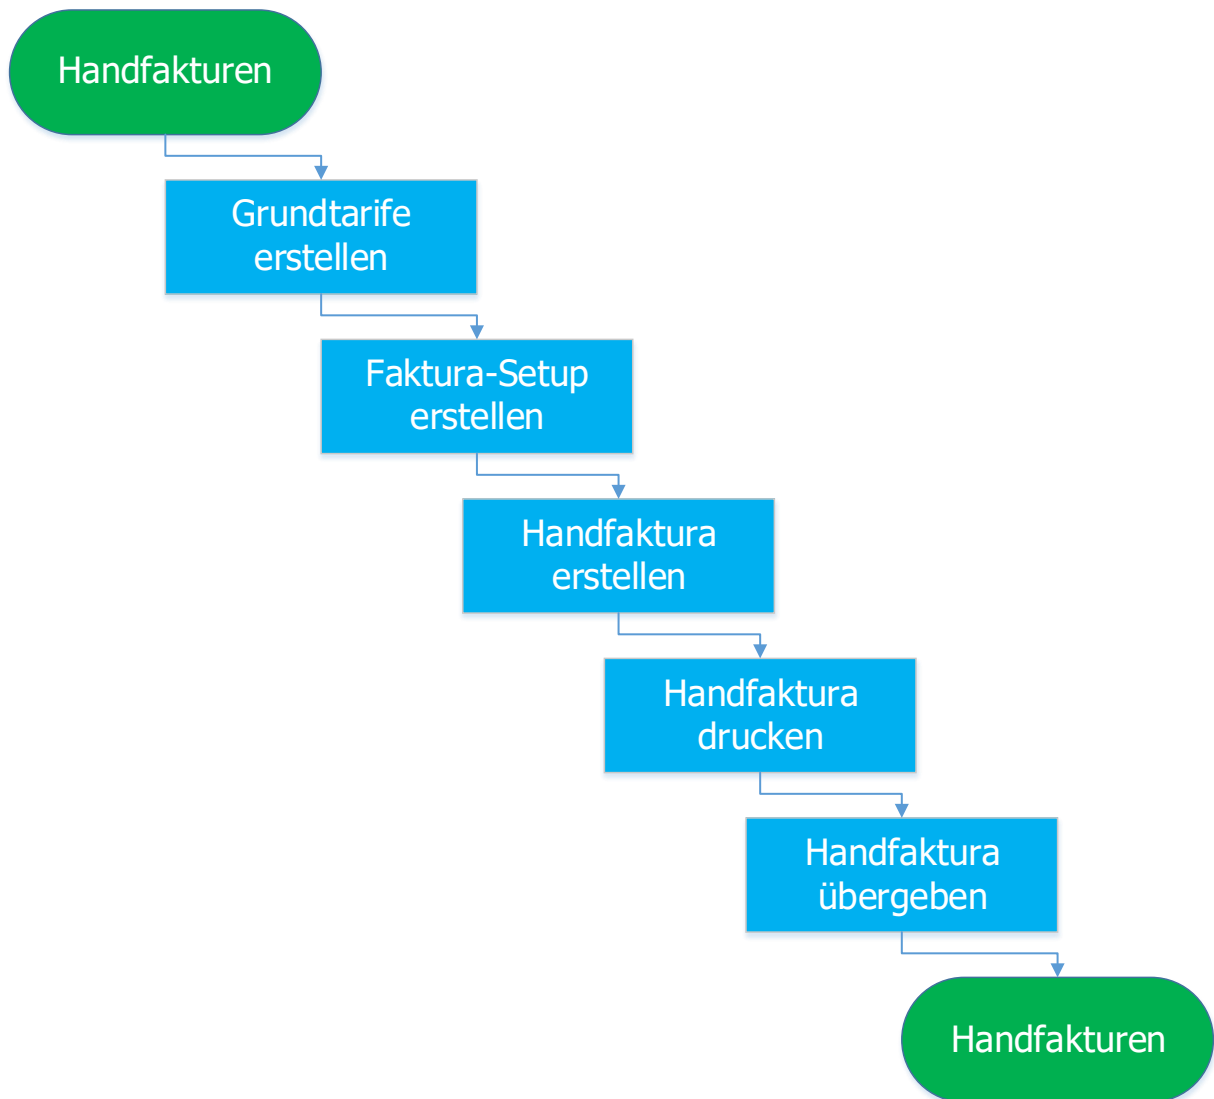 Handfakturen
Grundtarife
erstellen
Faktura-Setup
erstellen
Handfaktura
erstellen
Handfaktura
drucken
Handfaktura
übergeben
Handfakturen